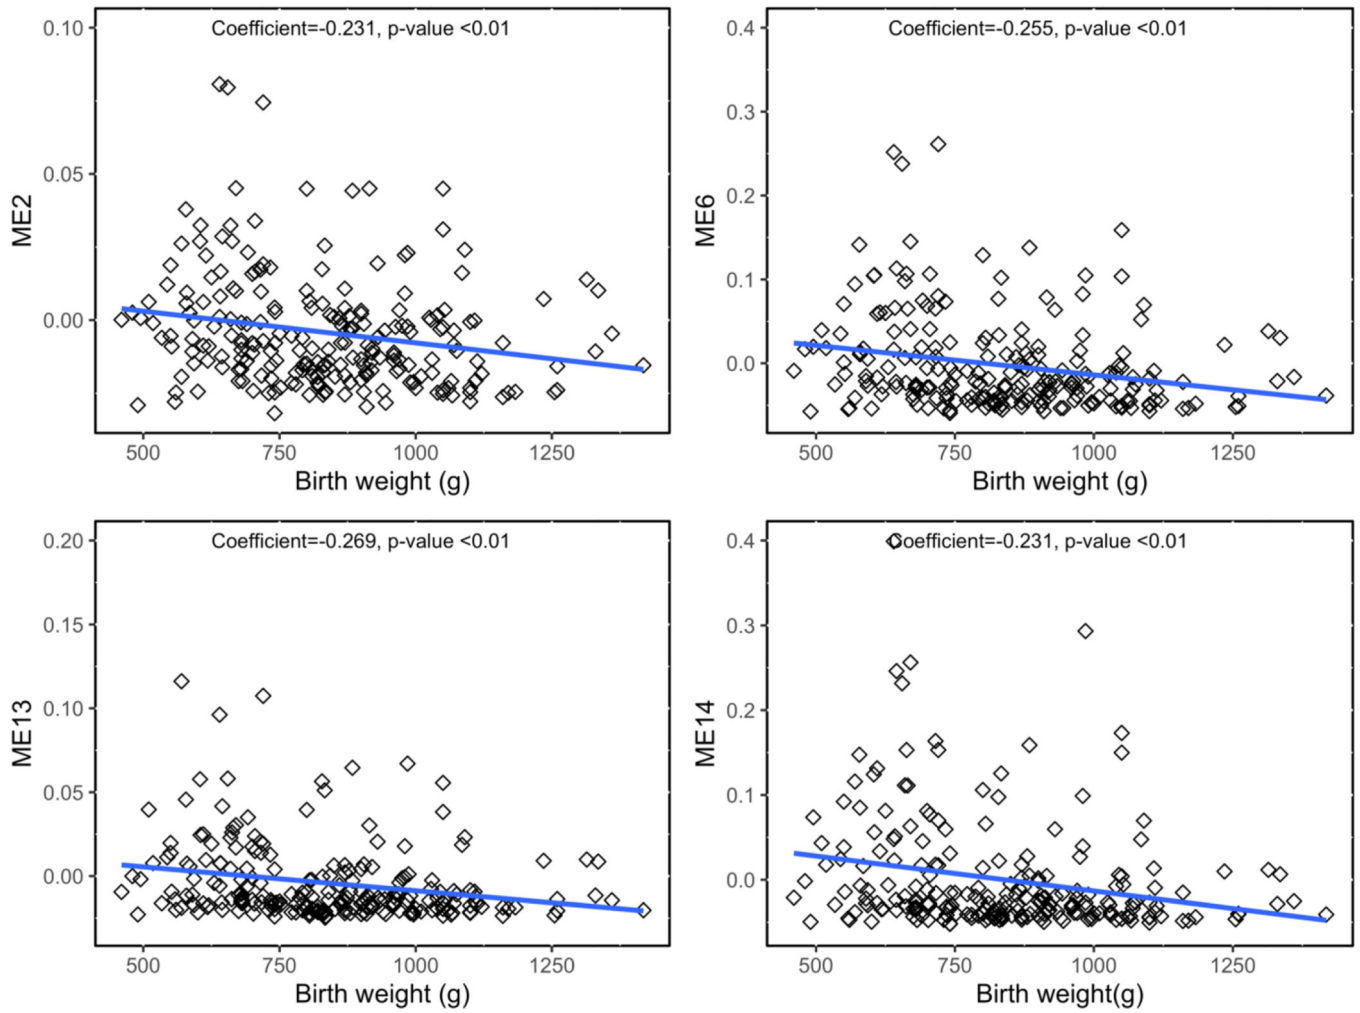 Coefficient=-0.231, p-value <0.01
0.10
0.05
0.00
ME2
500 750 1000 1250
Birth weight (g)
Coefficient=-0.255, p-value <0.01
0.4
0.3
0.2
0.1
0.0
ME6
500 750 1000 1250
Birth weight (g)
Coefficient=-0.269, p-value <0.01
0.20
0.15
0.10
0.05
0.00
ME13
500 750 1000 1250
Birth weight (g)
Coefficient=-0.231, p-value <0.01
0.4
0.3
0.2
0.1
0.0
ME14
500 750 1000 1250
Birth weight(g)